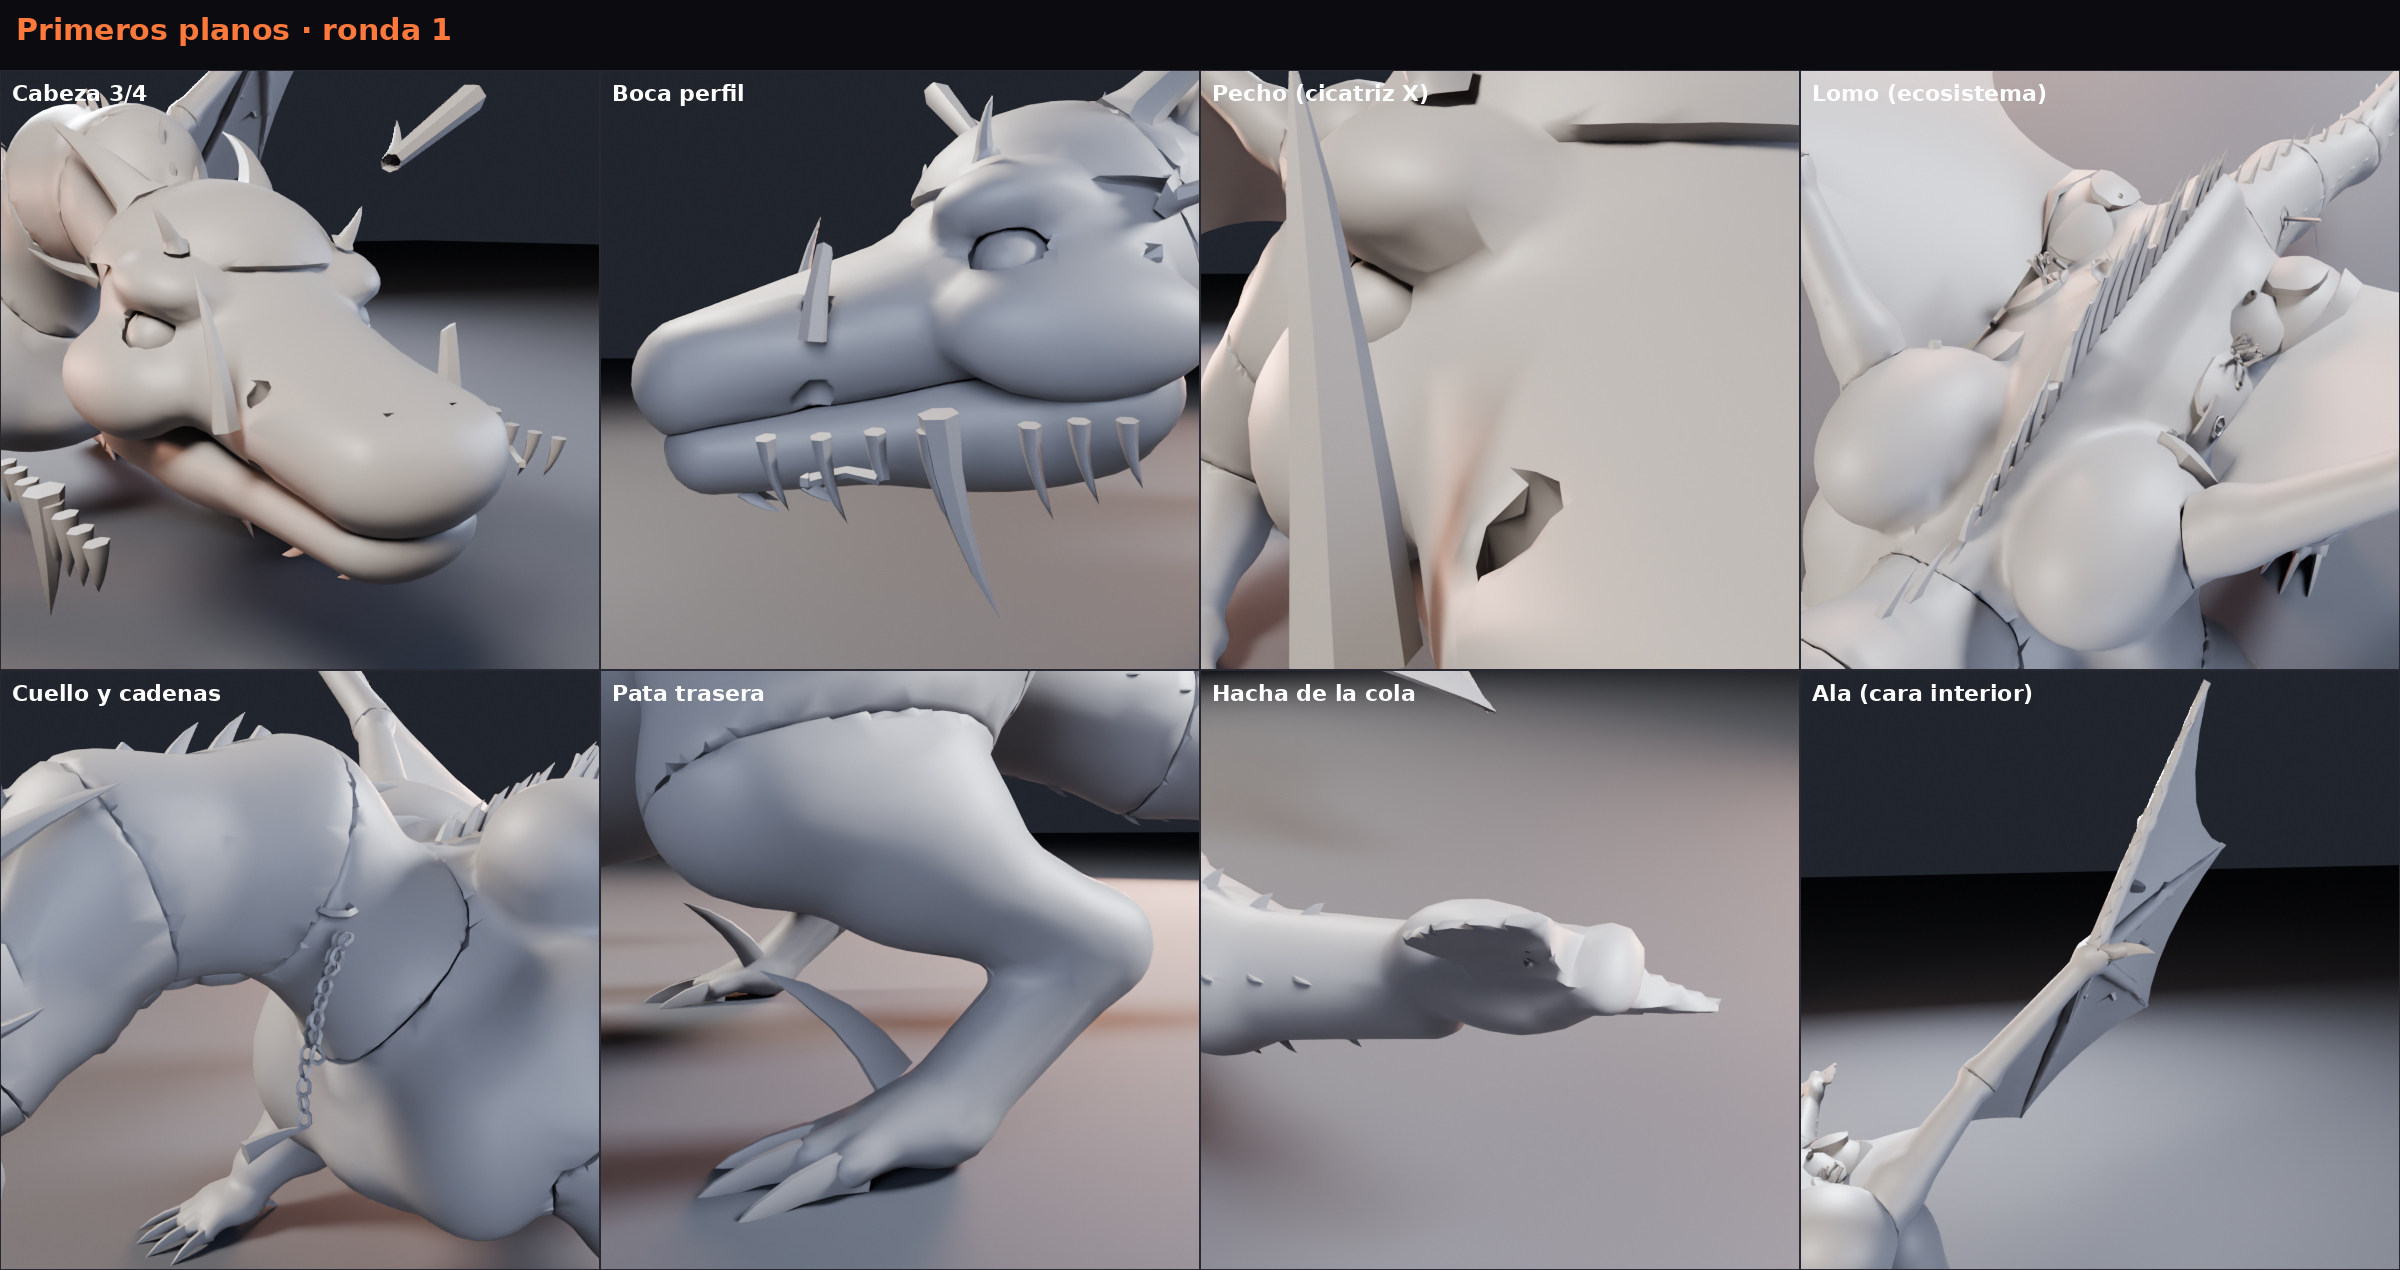 Primeros planos · ronda 1
Cabeza 3/4
Boca perfil
Pecho (cicatriz X)
Lomo (ecosistema)
Cuello y cadenas
Pata trasera
Hacha de la cola
Ala (cara interior)